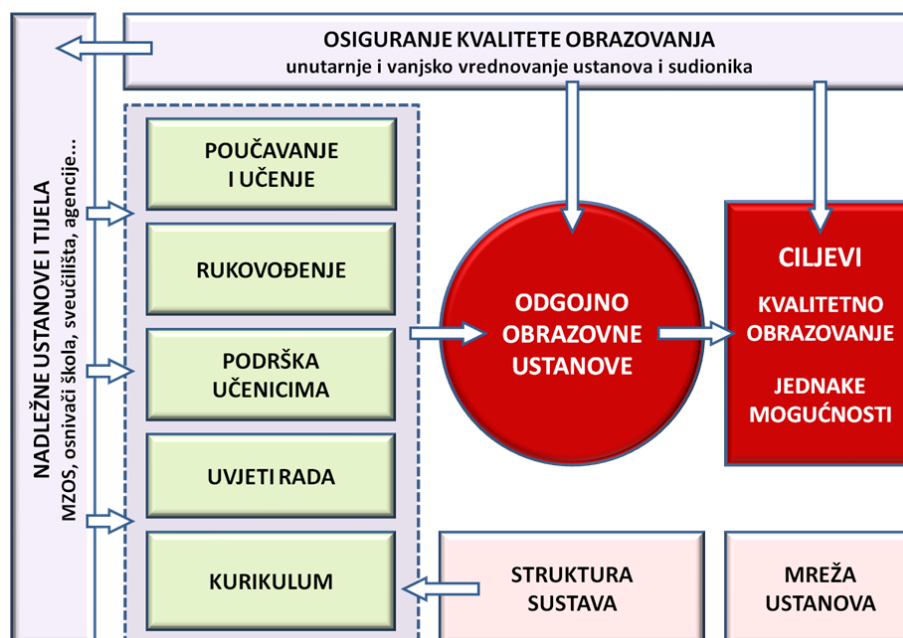 OSIGURANJE KVALITETE OBRAZOVANJA
unutarnje i vanjsko vrednovanje ustanova i sudionika
NADLEŽNE USTANOVE I TIJELA
MZOS, osnivači škola, sveučilišta, agencije...
POUČAVANJE
I UČENJE
RUKOVOĐENJE
PODRŠKA
UČENICIMA
UVJETI RADA
KURIKULUM
ODGOJNO
OBRAZOVNE
USTANOVE
CILJEVI
KVALITETNO
OBRAZOVANJE
JEDNAKE
MOGUĆNOSTI
STRUKTURA
SUSTAVA
MREŽA
USTANOVA